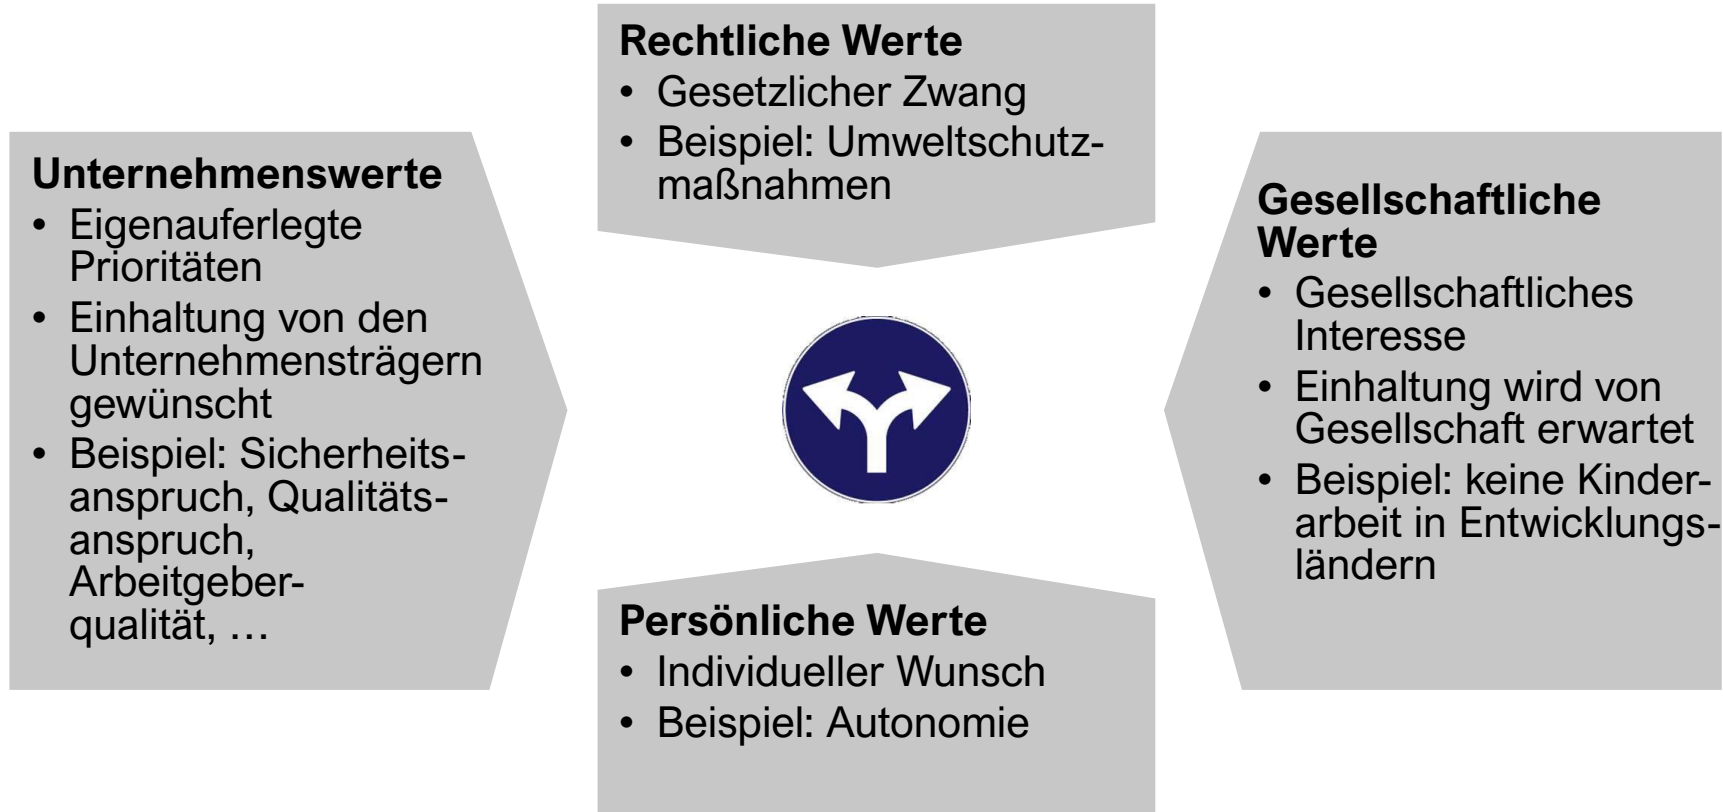 Rechtliche Werte
• Gesetzlicher Zwang
• Beispiel: Umweltschutz-
maßnahmen
Unternehmenswerte
• Eigenauferlegte
Prioritäten
• Einhaltung von den
Unternehmensträgern
gewünscht
• Beispiel: Sicherheits-
anspruch, Qualitäts-
anspruch,
Arbeitgeber-
qualität, …
Gesellschaftliche
Werte
• Gesellschaftliches
Interesse
• Einhaltung wird von
Gesellschaft erwartet
• Beispiel: keine Kinder-
arbeit in Entwicklungs-
ländern
Persönliche Werte
• Individueller Wunsch
• Beispiel: Autonomie